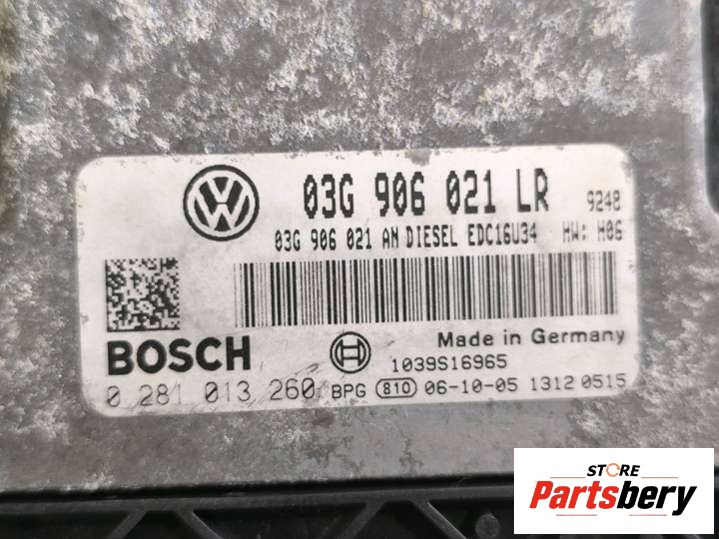 03G 906 021 LR 9248
03G 906 021 AN DIESEL EDC16U34 HW: H06
Made in Germany
BOSCH 1039S16965
0 281 013 260 BPG 810 06-10-05 1312 0515
STORE
Partsbery